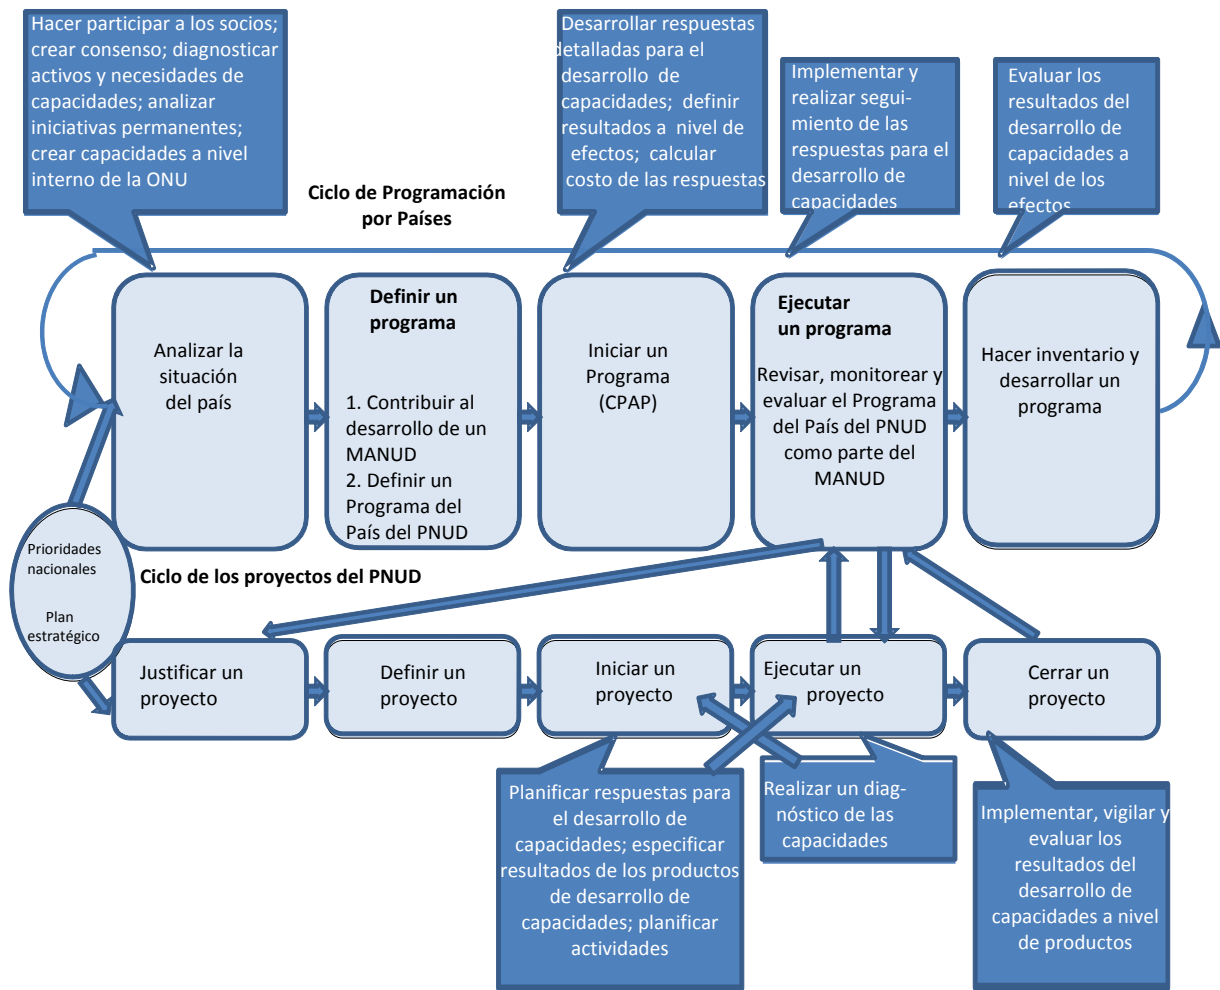 Hacer participar a los socios;
crear consenso; diagnosticar
activos y necesidades de
capacidades; analizar
iniciativas permanentes;
crear capacidades a nivel
interno de la ONU
Desarrollar respuestas
detalladas para el
desarrollo de
capacidades; definir
resultados a nivel de
efectos; calcular
costo de las respuestas
Implementar y
realizar segui-
miento de las
respuestas para el
desarrollo de
capacidades
Evaluar los
resultados del
desarrollo de
capacidades a
nivel de los
efectos
Ciclo de Programación
por Países
Analizar la
situación
del país
Definir un
programa
1. Contribuir al
desarrollo de un
MANUD
2. Definir un
Programa del
País del PNUD
Iniciar un
Programa
(CPAP)
Ejecutar
un programa
Revisar, monitorear y
evaluar el Programa
del País del PNUD
como parte del
MANUD
Hacer inventario y
desarrollar un
programa
Prioridades
nacionales
Plan
estratégico
Ciclo de los proyectos del PNUD
Justificar un
proyecto
Definir un
proyecto
Iniciar un
proyecto
Ejecutar un
proyecto
Cerrar un
proyecto
Planificar respuestas para
el desarrollo de
capacidades; especificar
resultados de los productos
de desarrollo de
capacidades; planificar
actividades
Realizar un diag-
nóstico de las
capacidades
Implementar, vigilar y
evaluar los
resultados del
desarrollo de
capacidades a nivel
de productos